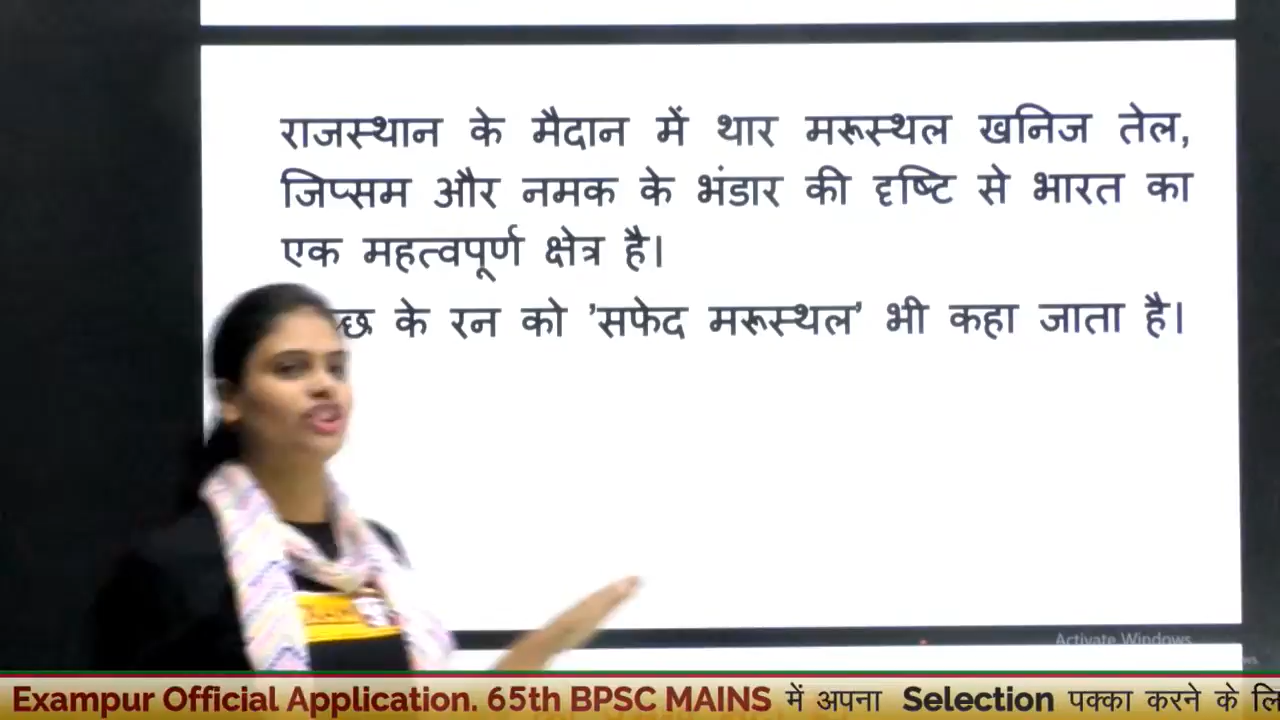 राजस्थान के मैदान में थार मरूस्थल खनिज तेल,
जिप्सम और नमक के भंडार की दृष्टि से भारत का
एक महत्वपूर्ण क्षेत्र है।
के रन को 'सफेद मरूस्थल' भी कहा जाता है।
Activate Windows
Exampur Official Application. 65th BPSC MAINS में अपना Selection पक्का करने के